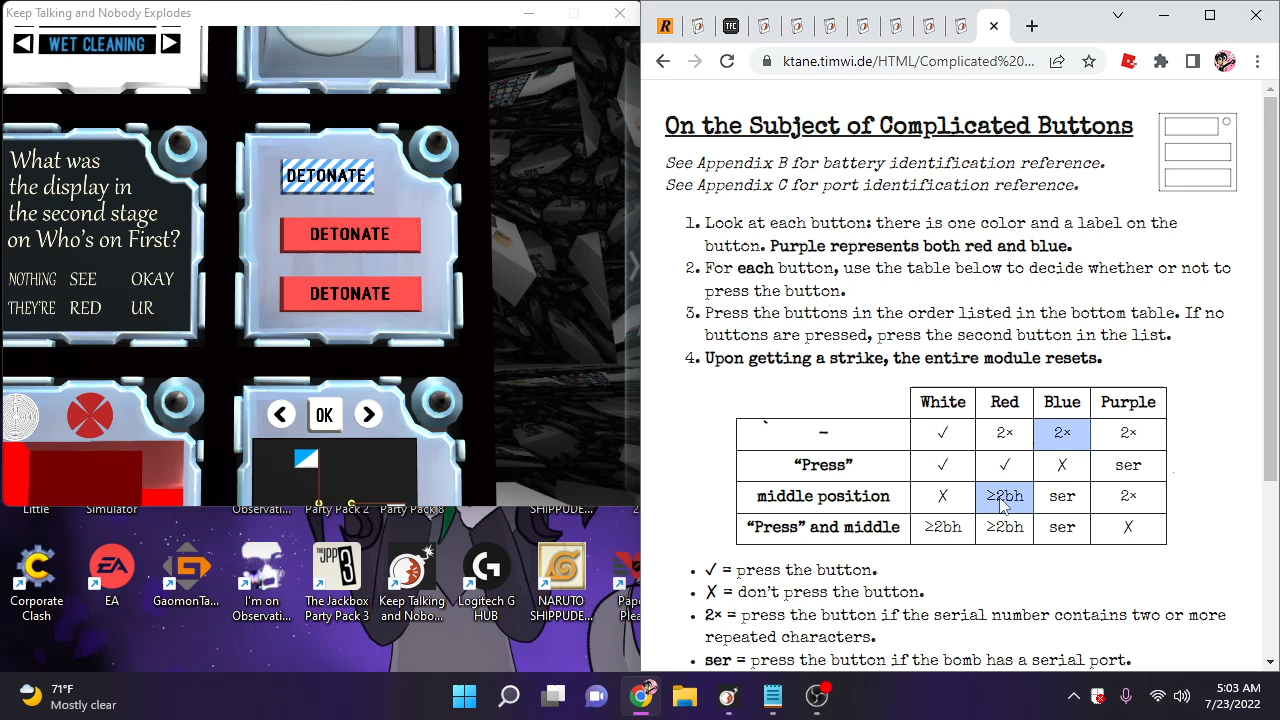 Keep Talking and Nobody Explodes
WET CLEANING
What was
the display in
the second stage
on Who's on First?
NOTHING SEE OKAY
THEY'RE RED UR
DETONATE
DETONATE
DETONATE
OK
Little
Simulator
Observati...
Party Pack 2
Party Pack 8
Corporate
Clash
EA
GaomonTa...
I'm on
Observati...
THE JPP 3
The Jackbox
Party Pack 3
Keep Talking
and Nobo...
Logitech G
HUB
NARUTO
SHIPPUDE...
71°F
Mostly clear
R
TFC
ktane.timwi.de/HTML/Complicated%20...
On the Subject of Complicated Buttons
See Appendix B for battery identification reference.
See Appendix C for port identification reference.
1. Look at each button: there is one color and a label on the
button. Purple represents both red and blue.
2. For each button, use the table below to decide whether or not to
press the button.
3. Press the buttons in the order listed in the bottom table. If no
buttons are pressed, press the second button in the list.
4. Upon getting a strike, the entire module resets.
White Red Blue Purple
– ✓ 2× 2× 2×
“Press” ✓ ✓ ✗ ser
middle position ✗ ≥2bh ser 2×
“Press” and middle ≥2bh ≥2bh ser ✗
• ✓ = press the button.
• ✗ = don’t press the button.
• 2× = press the button if the serial number contains two or more
repeated characters.
• ser = press the button if the bomb has a serial port.
5:03 AM
7/23/2022